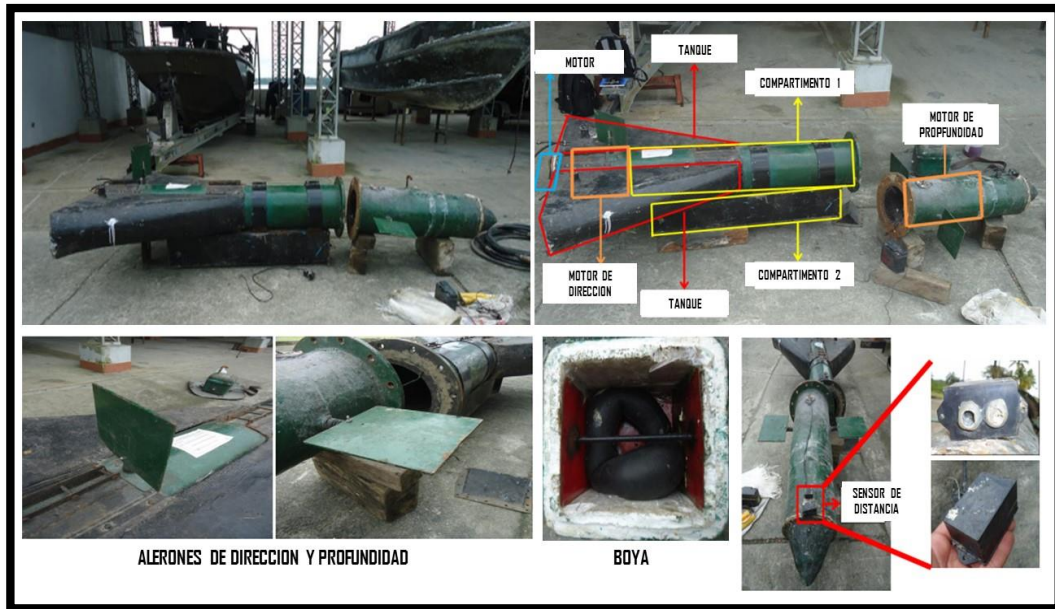 TANQUE
MOTOR
COMPARTIMENTO 1
MOTOR DE
PROPFUNDIDAD
MOTOR DE
DIRECCION
TANQUE
COMPARTIMENTO 2
ALERONES DE DIRECCION Y PROFUNDIDAD
BOYA
SENSOR DE
DISTANCIA